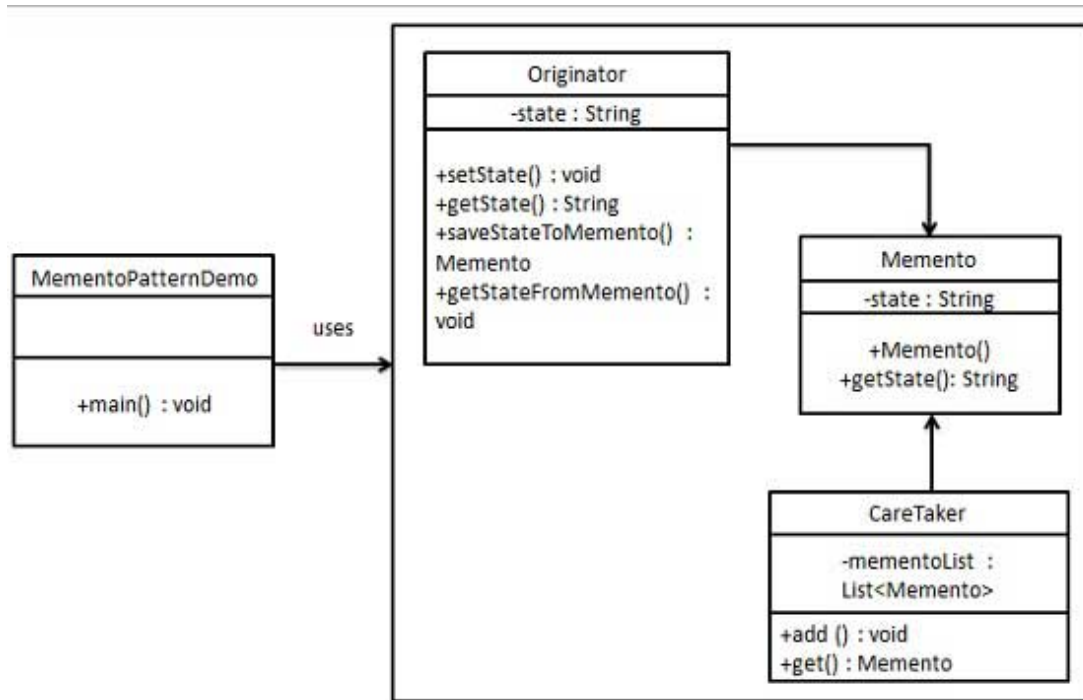 MementoPatternDemo
+main() : void
uses
Originator
-state : String
+setState() : void
+getState() : String
+saveStateToMemento() :
Memento
+getStateFromMemento() :
void
Memento
-state : String
+Memento()
+getState(): String
CareTaker
-mementoList :
List<Memento>
+add () : void
+get() : Memento